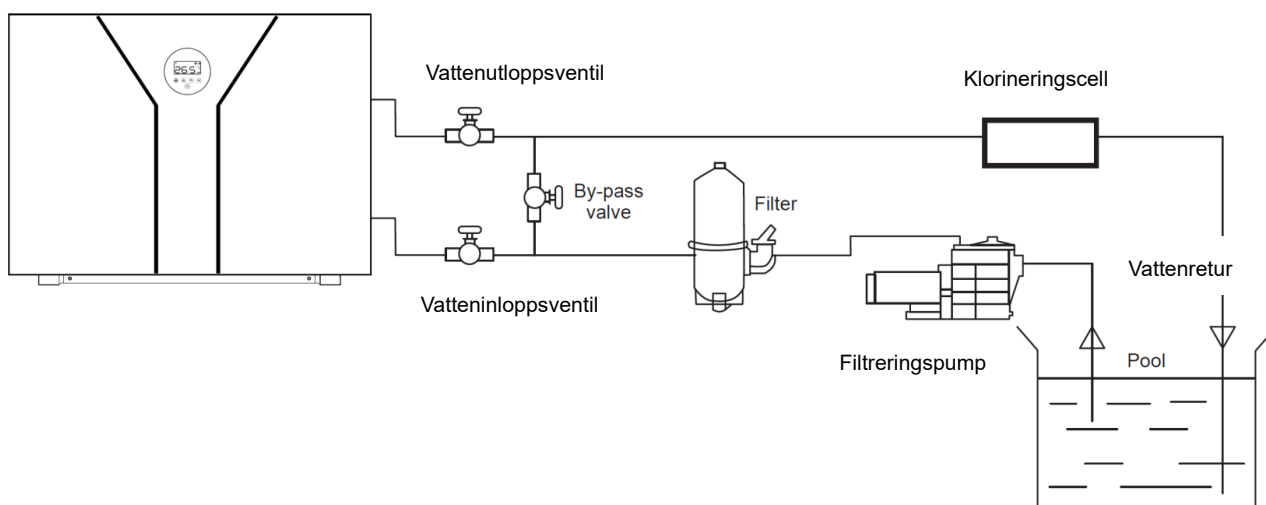 Vattenutloppsventil
Klorineringscell
26.5
By-pass
valve
Filter
Vatteninloppsventil
Vattenretur
Filtreringspump
Pool